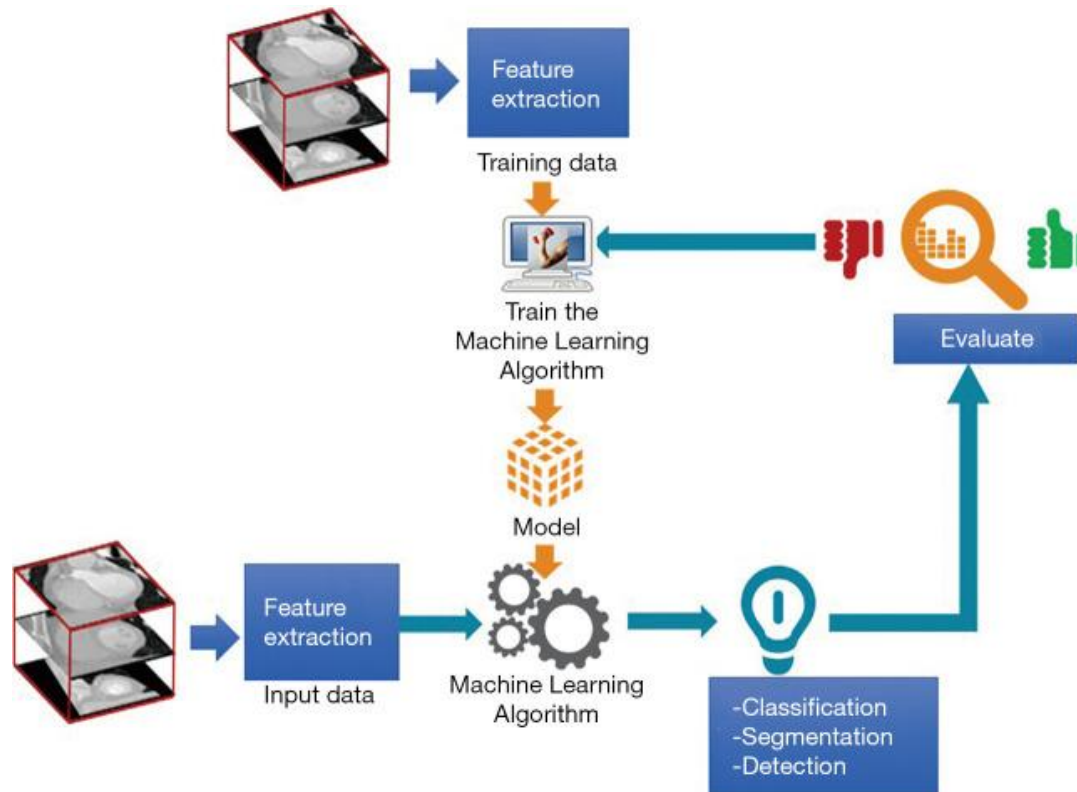 Feature
extraction
Training data
Train the
Machine Learning
Algorithm
Evaluate
Model
Feature
extraction
Input data
Machine Learning
Algorithm
-Classification
-Segmentation
-Detection